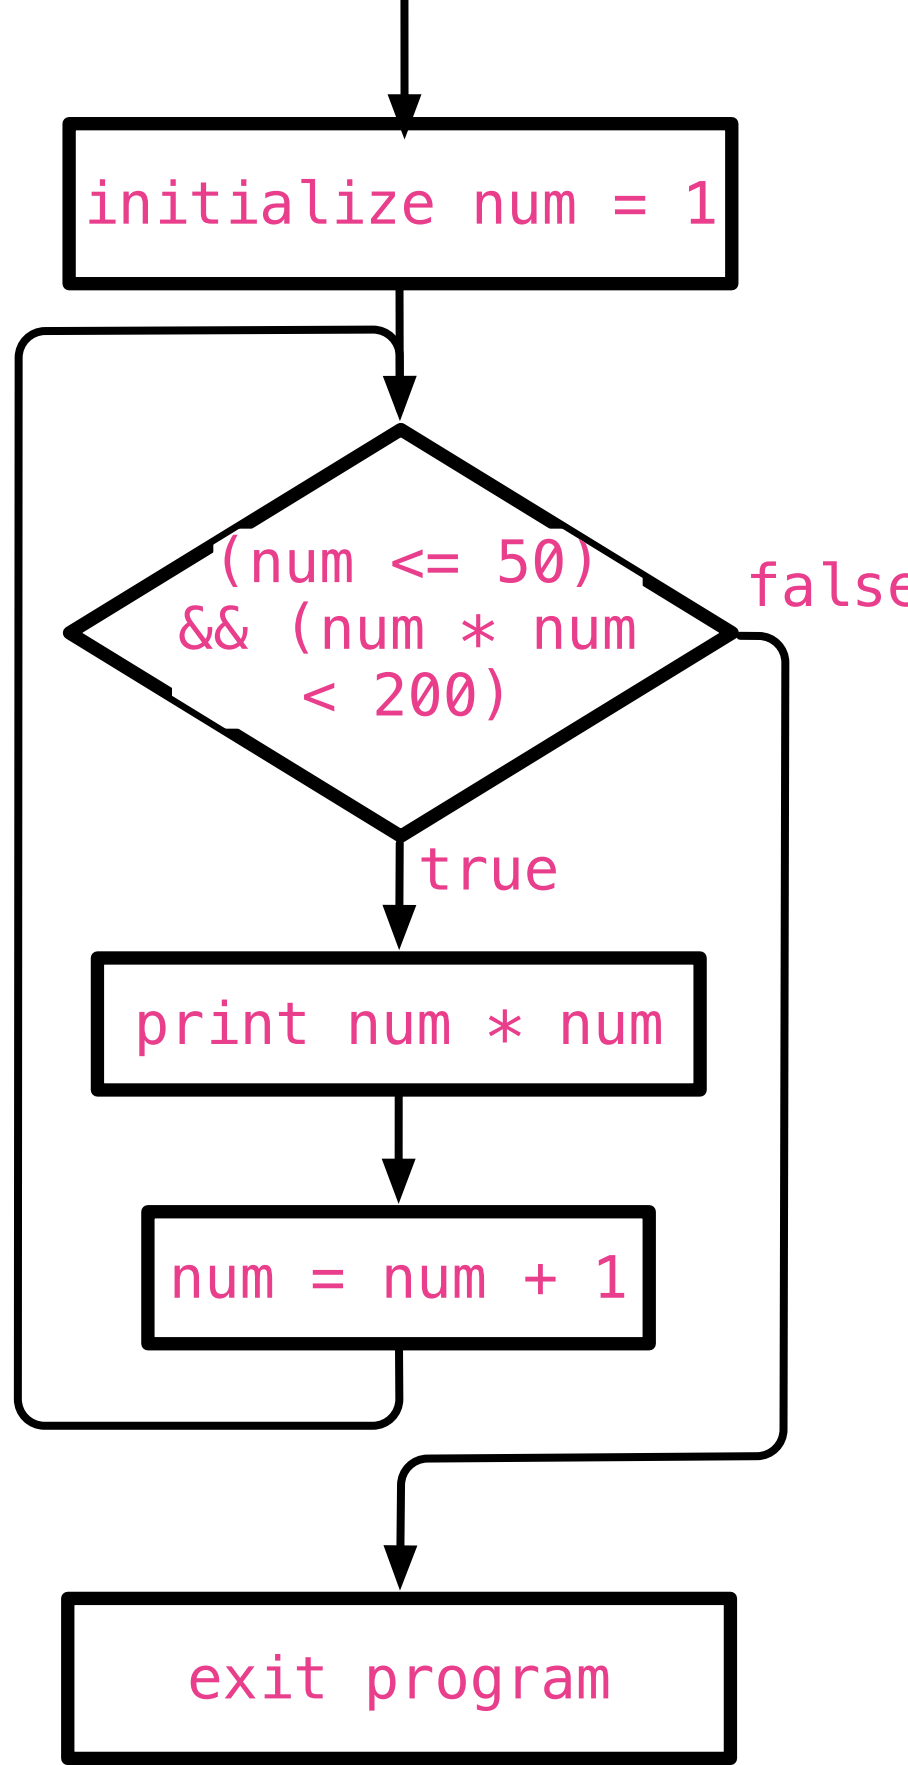 initialize num = 1
(num <= 50)
&& (num * num
< 200)
false
true
print num * num
num = num + 1
exit program